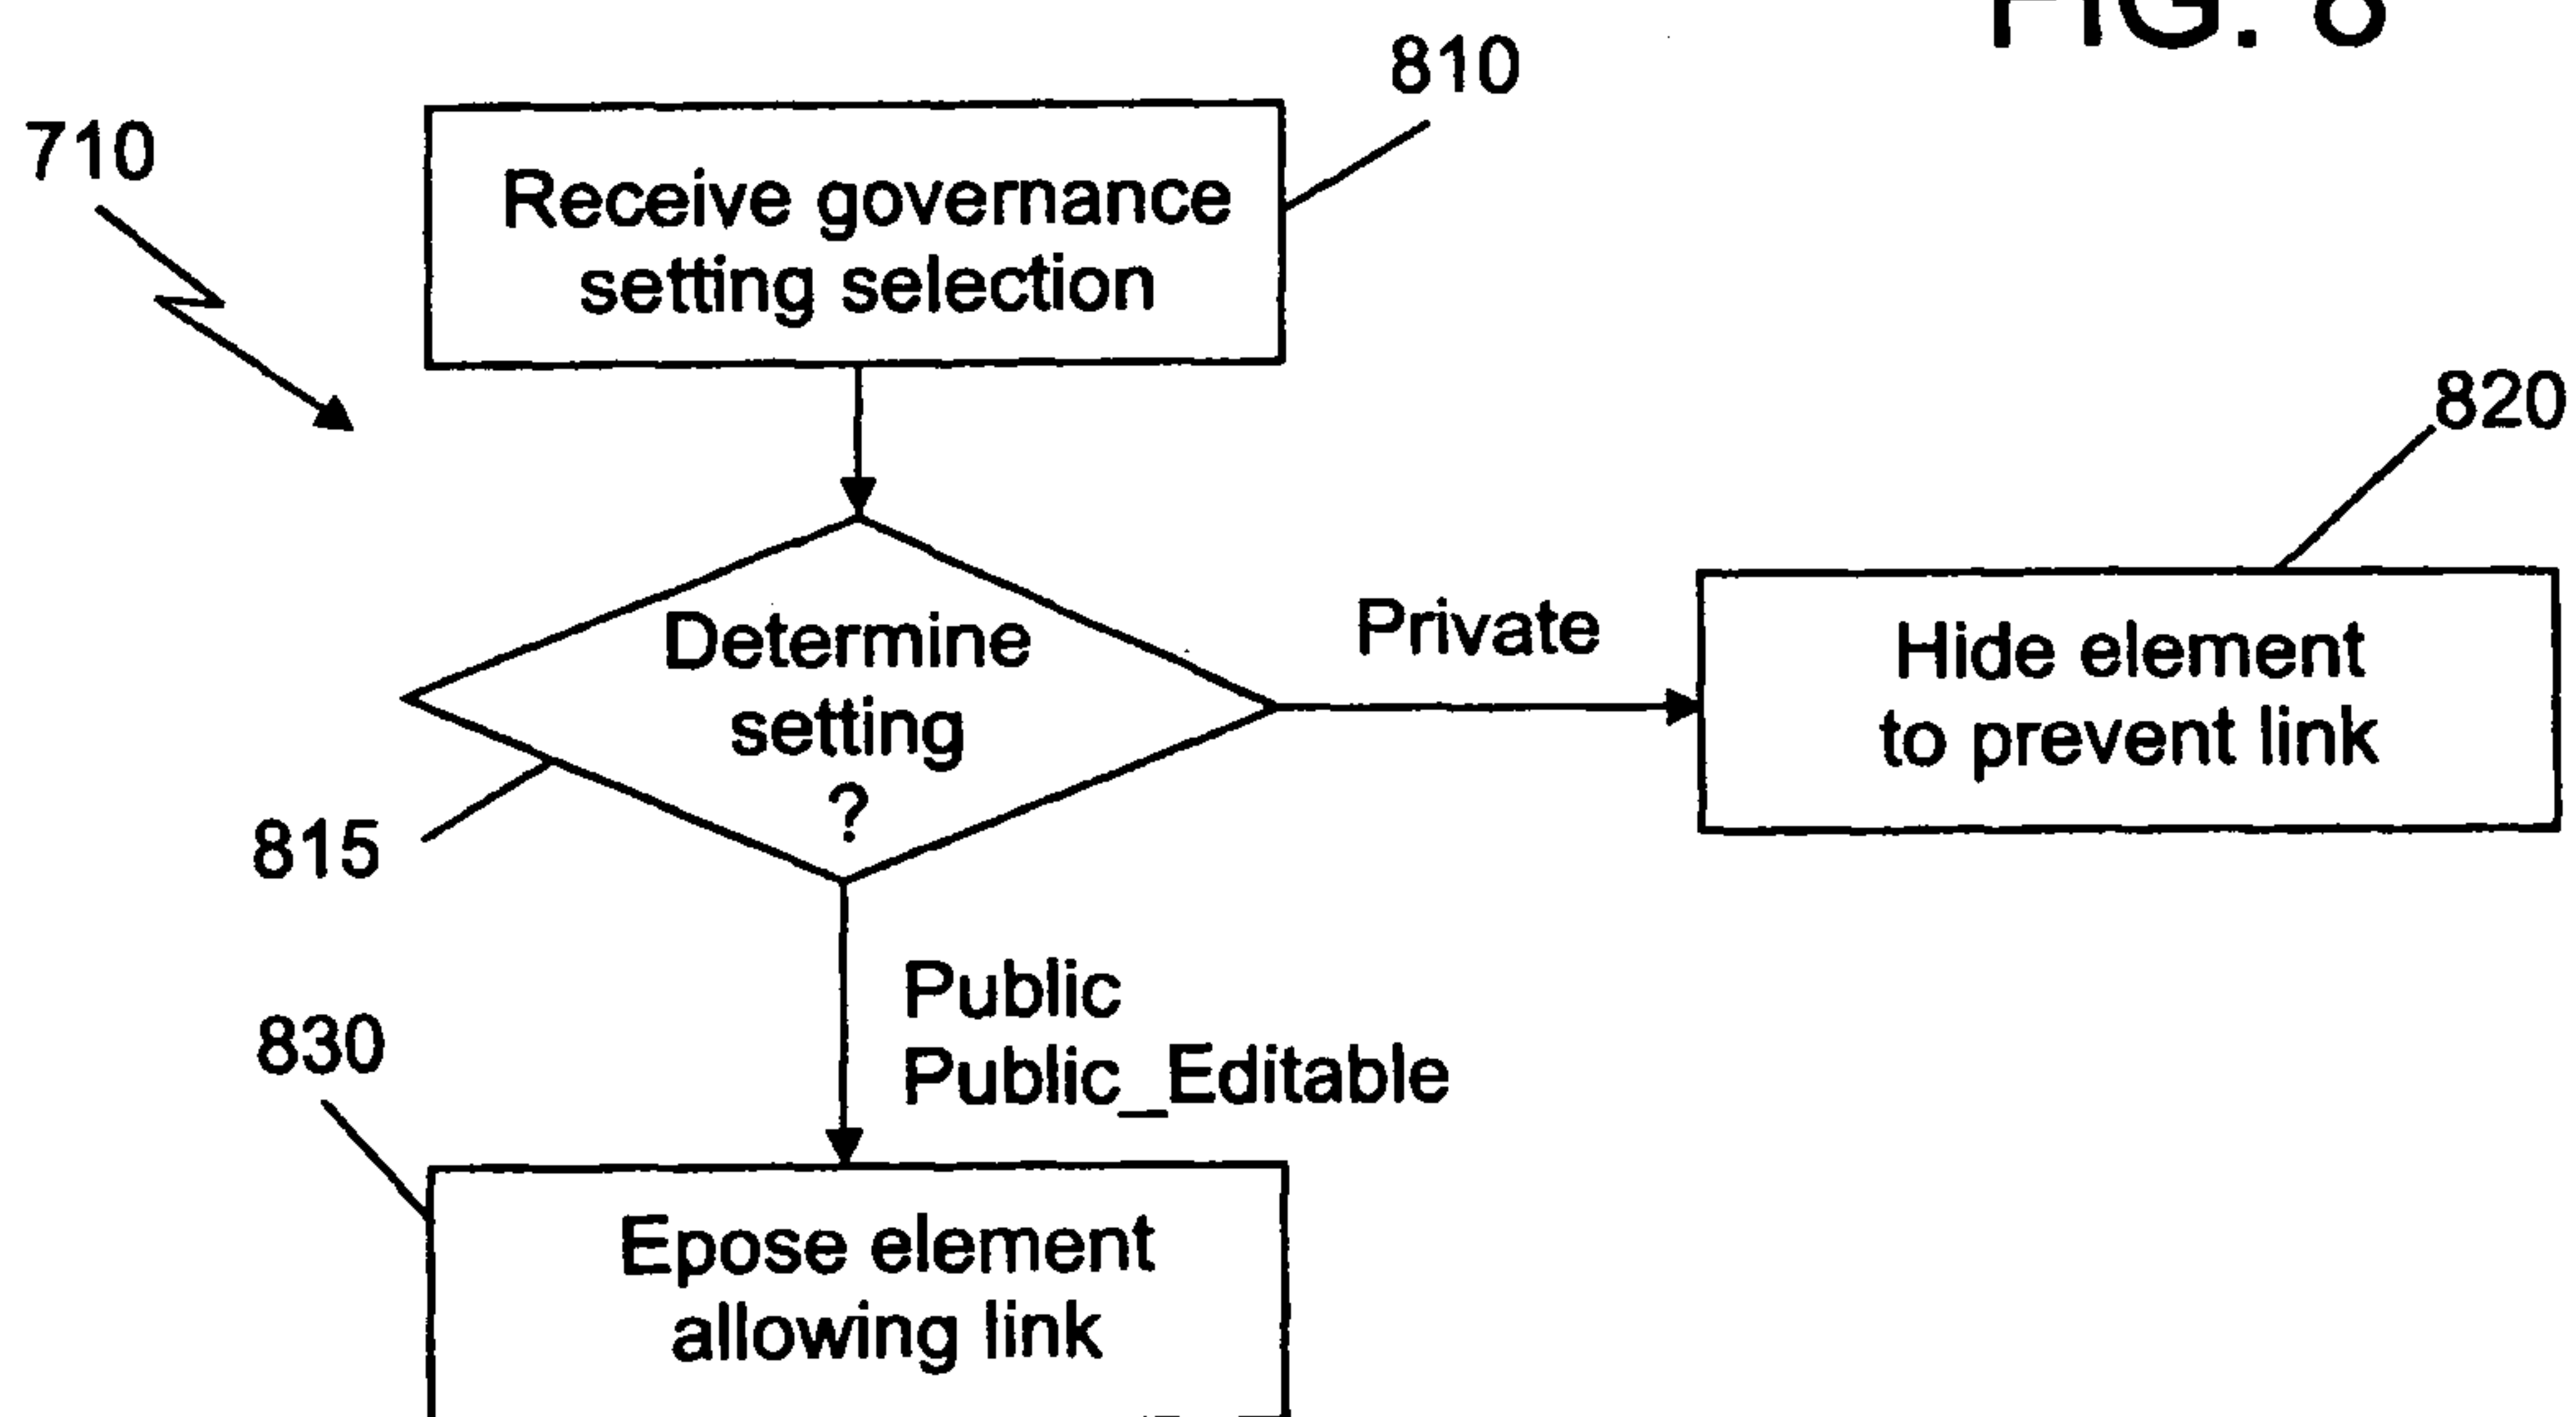 FIG. 8
810
710
Receive governance
setting selection
820
Determine
setting
?
Private
Hide element
to prevent link
815
Public
Public_Editable
830
Epose element
allowing link